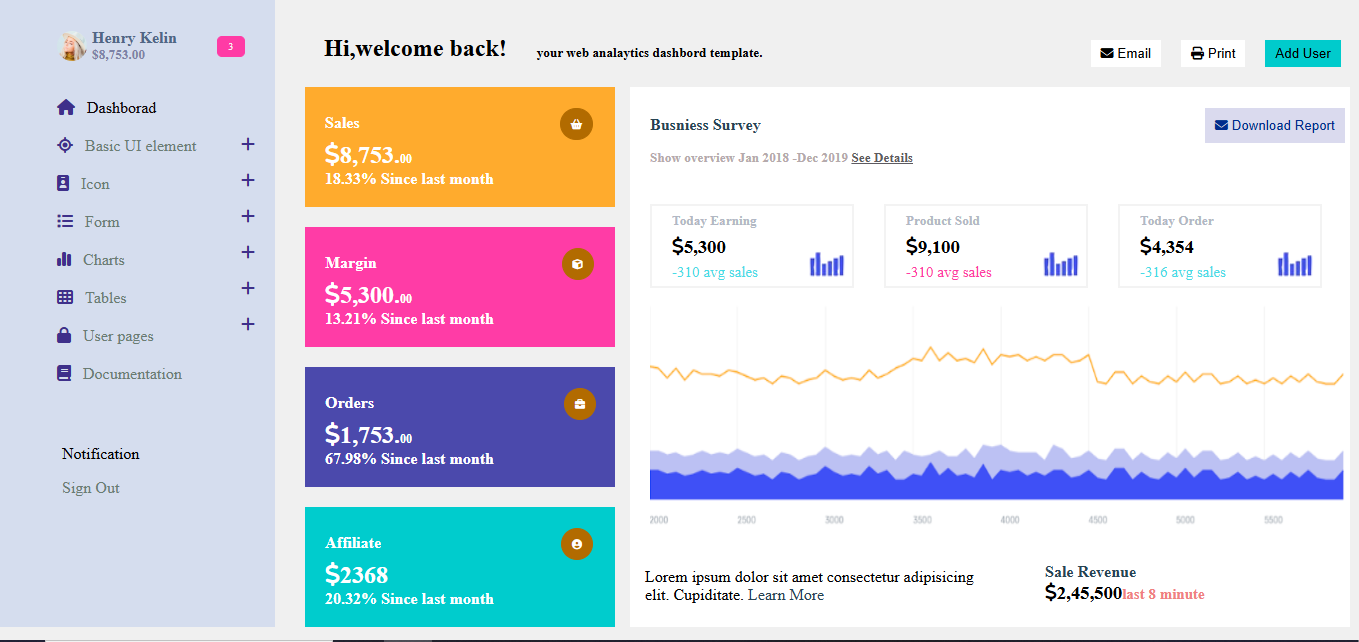 Henry Kelin
$8,753.00
3
Dashborad
Basic UI element
Icon
Form
Charts
Tables
User pages
Documentation
Notification
Sign Out
Hi,welcome back!
your web analaytics dashbord template.
Email
Print
Add User
Sales
$8,753.00
18.33% Since last month
Margin
$5,300.00
13.21% Since last month
Orders
$1,753.00
67.98% Since last month
Affiliate
$2368
20.32% Since last month
Busniess Survey
Download Report
Show overview Jan 2018 -Dec 2019 See Details
Today Earning
$5,300
-310 avg sales
Product Sold
$9,100
-310 avg sales
Today Order
$4,354
-316 avg sales
2000 2500 3000 3500 4000 4500 5000 5500
Lorem ipsum dolor sit amet consectetur adipisicing
elit. Cupiditate. Learn More
Sale Revenue
$2,45,500last 8 minute